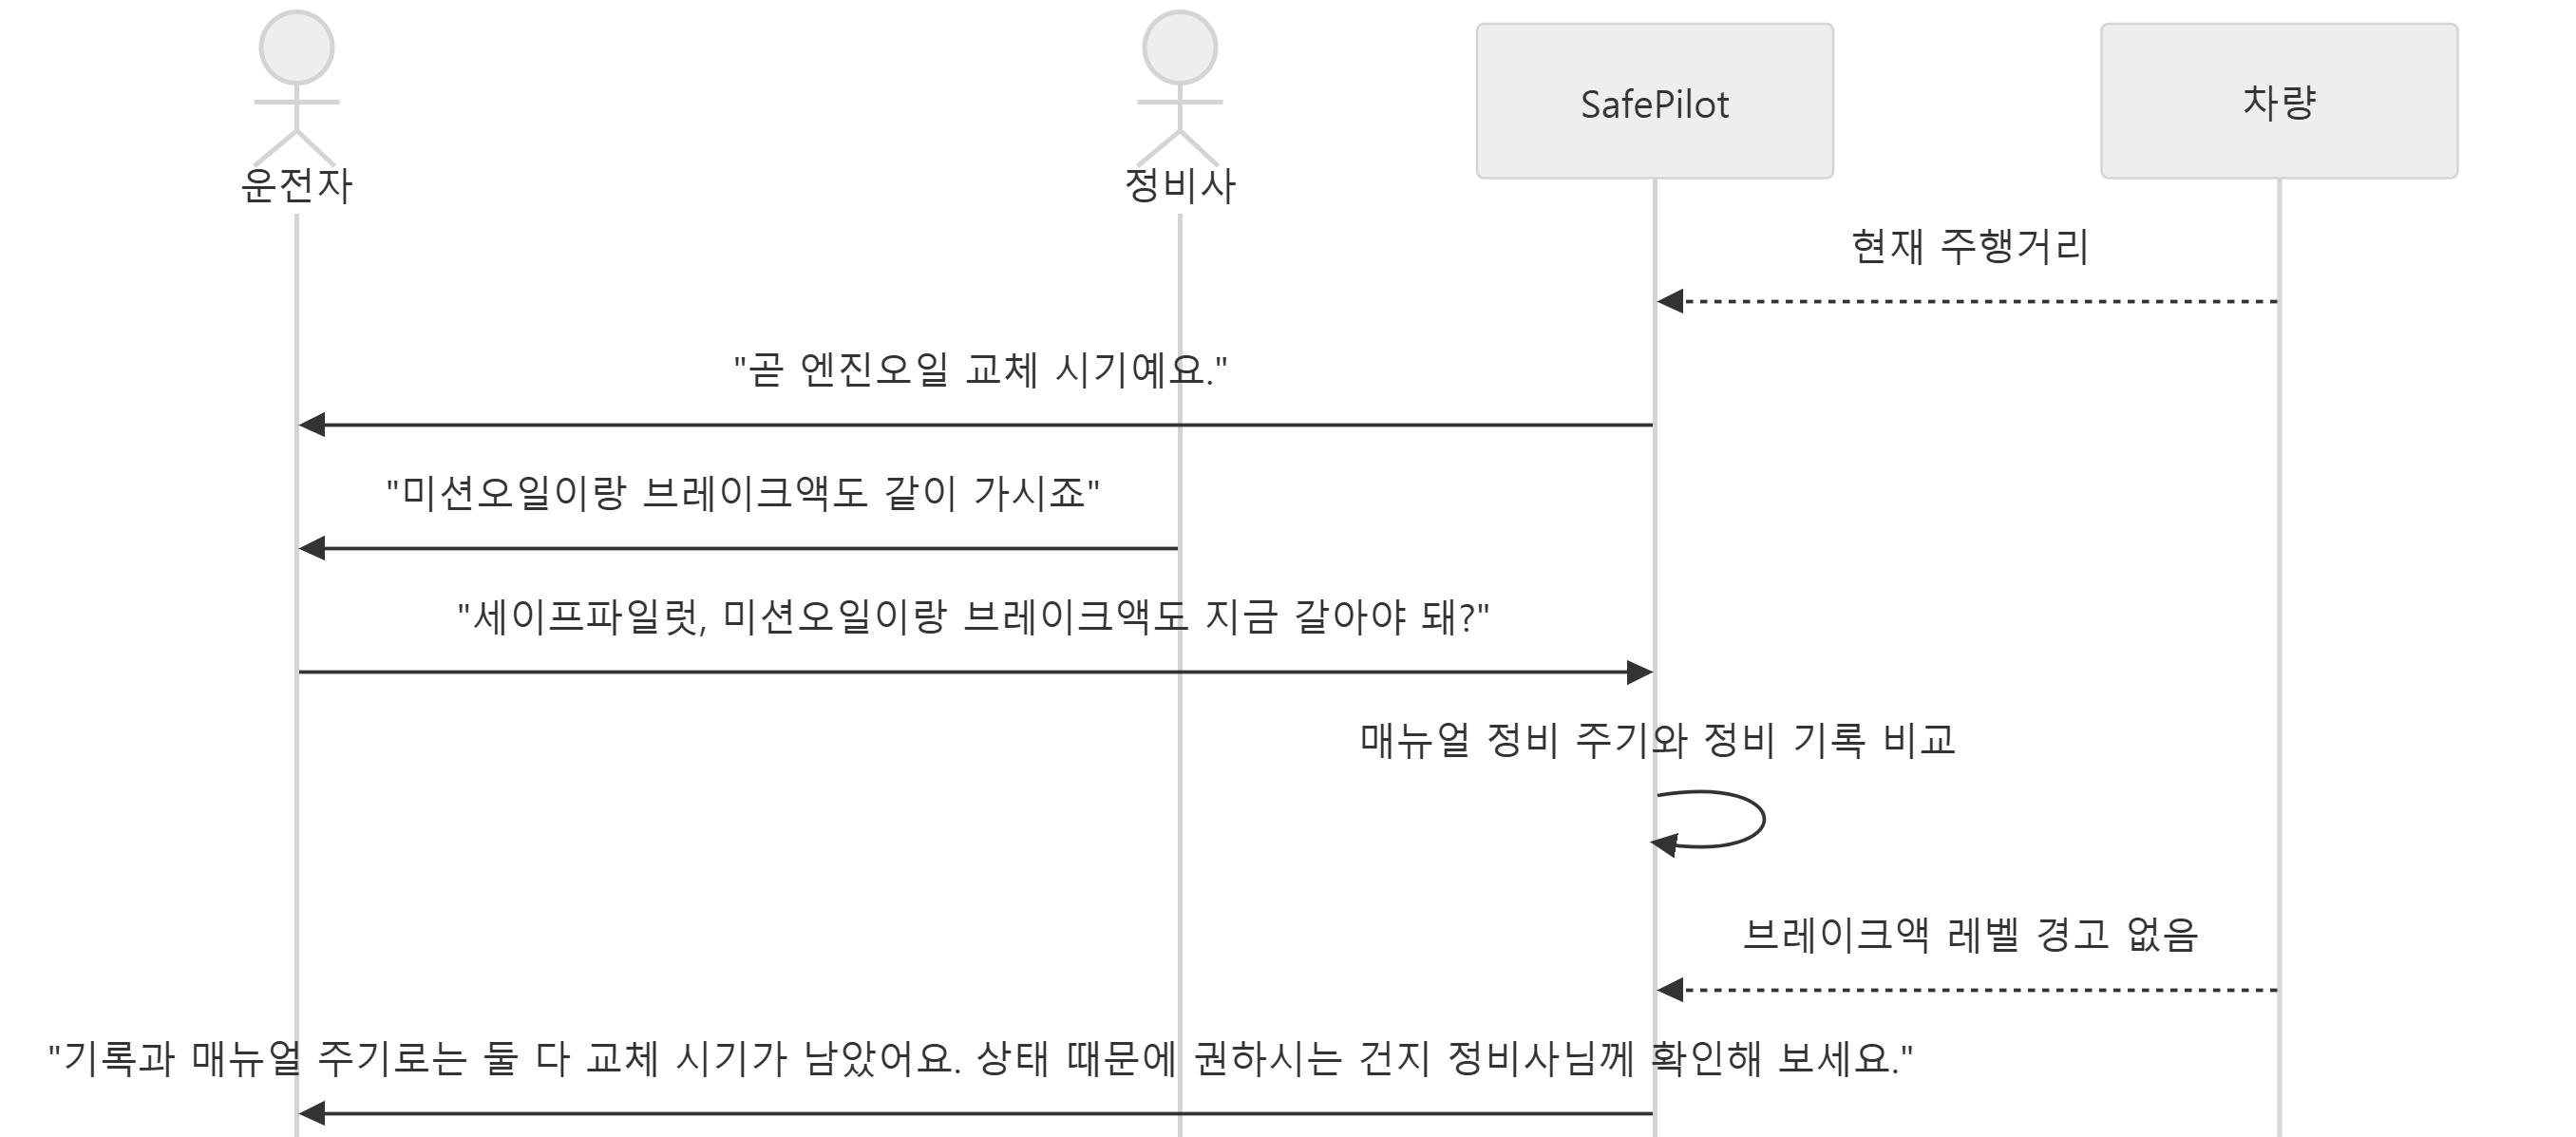 운전자
정비사
SafePilot
차량
현재 주행거리
"곧 엔진오일 교체 시기예요."
"미션오일이랑 브레이크액도 같이 가시죠"
"세이프파일럿, 미션오일이랑 브레이크액도 지금 갈아야 돼?"
매뉴얼 정비 주기와 정비 기록 비교
브레이크액 레벨 경고 없음
"기록과 매뉴얼 주기로는 둘 다 교체 시기가 남았어요. 상태 때문에 권하시는 건지 정비사님께 확인해 보세요."